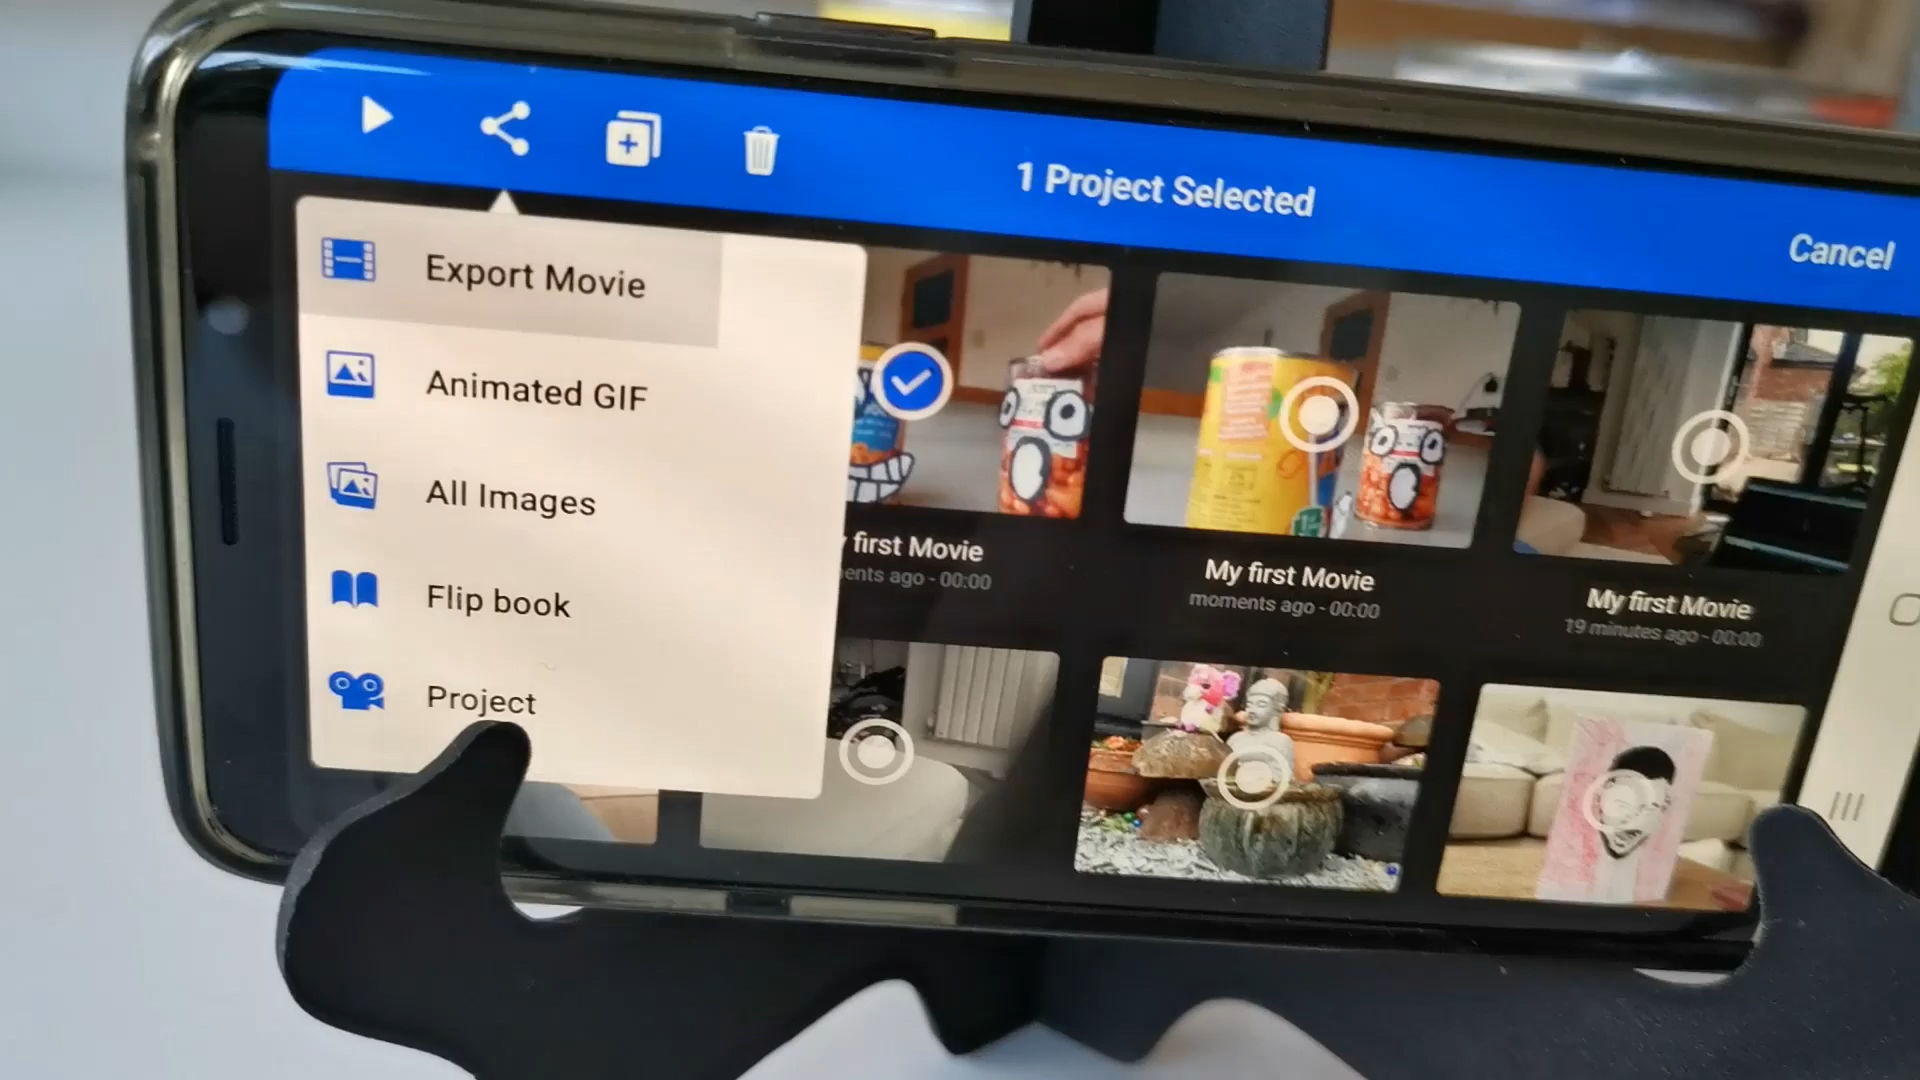 1 Project Selected
Cancel
Export Movie
Animated GIF
All Images
Flip book
Project
first Movie
ago - 00:00
My first Movie
moments ago - 00:00
My first Movie
19 minutes ago - 00:00